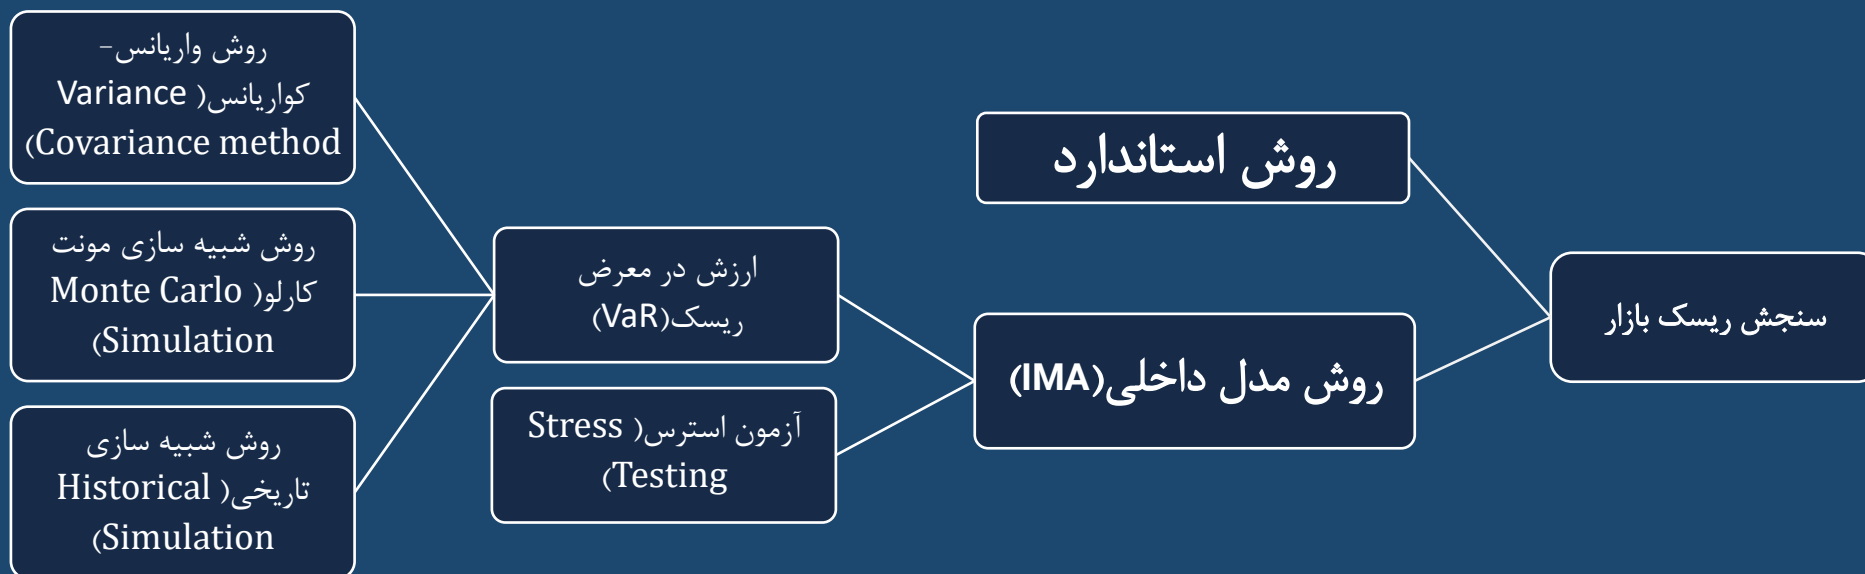 سنجش ریسک بازار
روش استاندارد
روش مدل داخلی(IMA)
ارزش در معرض
ریسک(VaR)
آزمون استرس( Stress
Testing)
روش واریانس-
کواریانس( Variance
Covariance method)
روش شبیه سازی مونت
کارلو( Monte Carlo
Simulation)
روش شبیه سازی
تاریخی( Historical
Simulation)